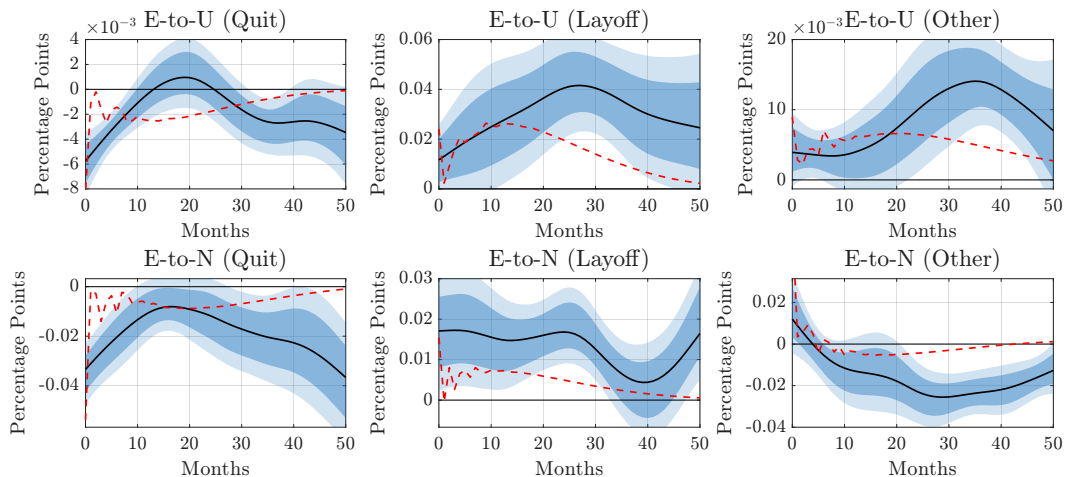 E-to-U (Quit)
×10⁻³
Percentage Points
4
2
0
-2
-4
-6
-8
0 10 20 30 40 50
Months
E-to-U (Layoff)
Percentage Points
0.06
0.04
0.02
0
0 10 20 30 40 50
Months
E-to-U (Other)
×10⁻³
Percentage Points
20
10
0
0 10 20 30 40 50
Months
E-to-N (Quit)
Percentage Points
0
-0.02
-0.04
0 10 20 30 40 50
Months
E-to-N (Layoff)
Percentage Points
0.03
0.02
0.01
0
0 10 20 30 40 50
Months
E-to-N (Other)
Percentage Points
0.02
0
-0.02
-0.04
0 10 20 30 40 50
Months